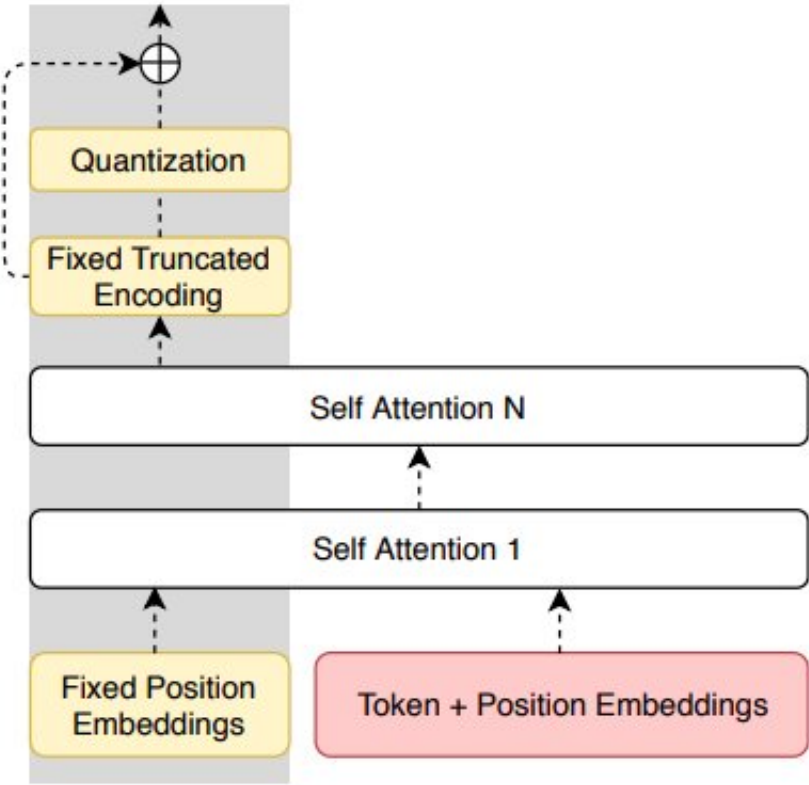 Quantization
Fixed Truncated
Encoding
Self Attention N
Self Attention 1
Fixed Position
Embeddings
Token + Position Embeddings